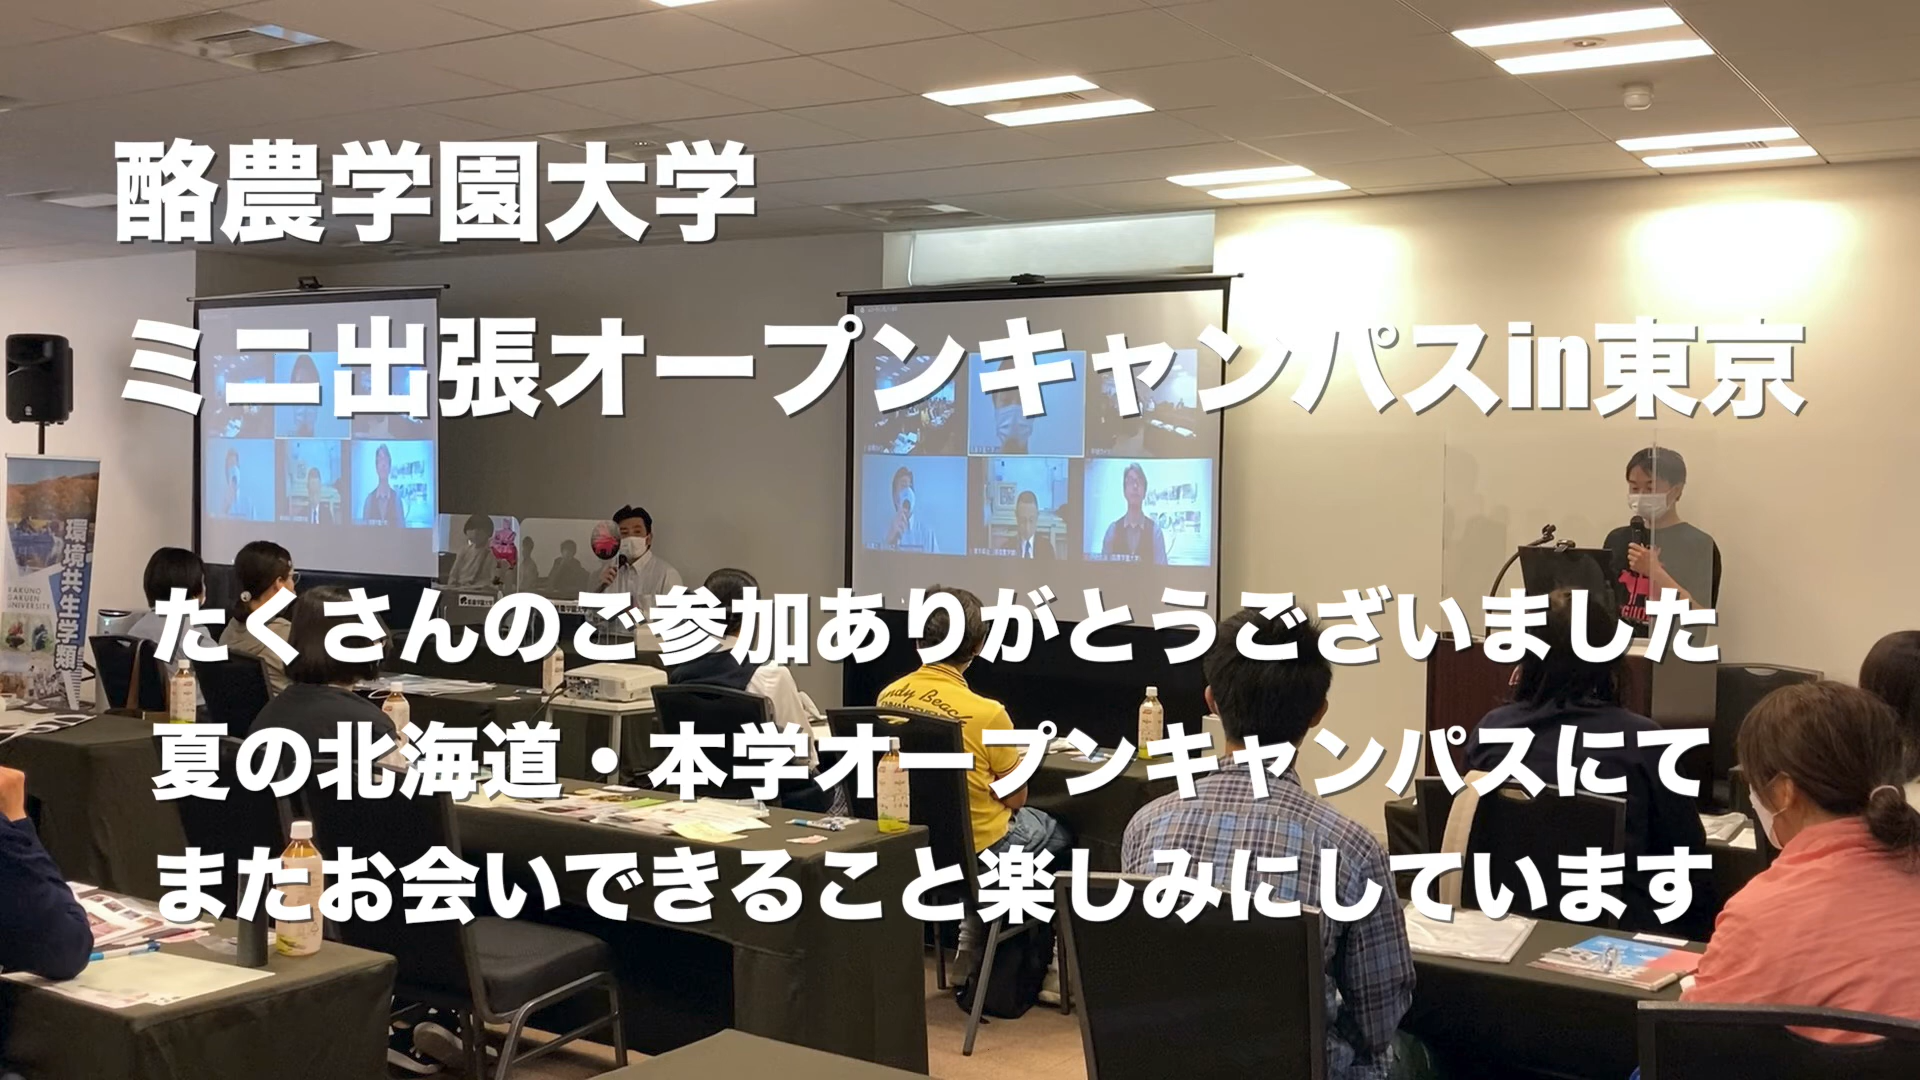 酪農学園大学
ミニ出張オープンキャンパスin東京
環境共生学類
RAKUNO
GAKUEN
UNIVERSITY
たくさんのご参加ありがとうございました
夏の北海道・本学オープンキャンパスにて
またお会いできること楽しみにしています